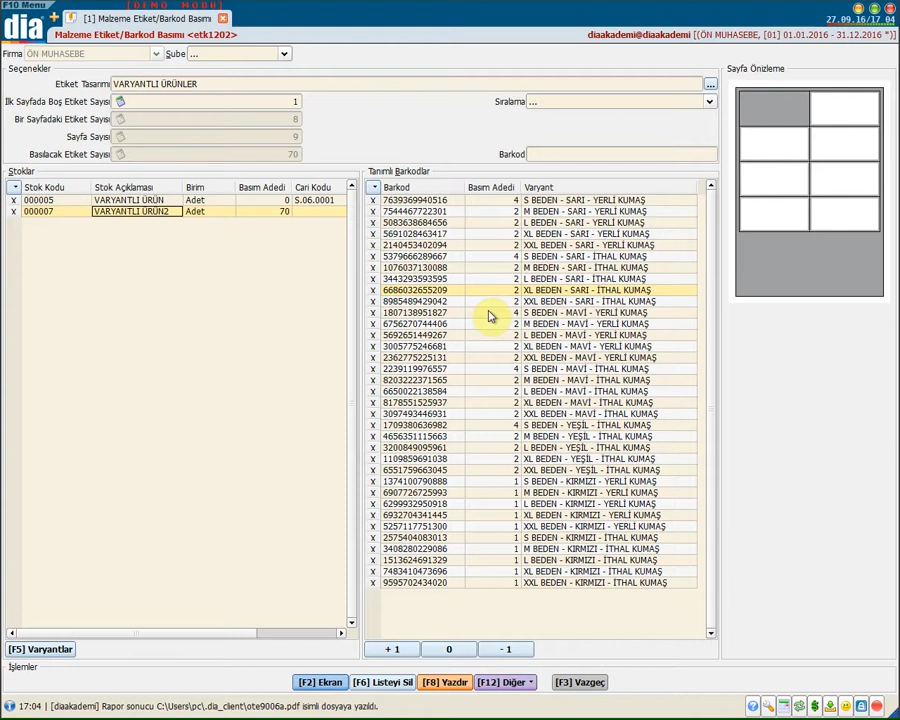 F10 Menu
[DEMO MODU]
dia
[1] Malzeme Etiket/Barkod Basımı
27.09.16/17 04
Malzeme Etiket/Barkod Basımı <etk1202>
diaakademi@diaakademi [(ÖN MUHASEBE, [01] 01.01.2016 - 31.12.2016 *)]
Firma ÖN MUHASEBE Şube ...
Seçenekler
Sayfa Önizleme
Etiket Tasarımı VARYANTLI ÜRÜNLER ...
İlk Sayfada Boş Etiket Sayısı 1 Sıralama ...
Bir Sayfadaki Etiket Sayısı 8
Sayfa Sayısı 9
Basılacak Etiket Sayısı 70 Barkod
Stoklar
Stok Kodu Stok Açıklaması Birim Basım Adedi Cari Kodu
X 000005 VARYANTLI ÜRÜN Adet 0 S.06.0001
X 000007 VARYANTLI ÜRÜN2 Adet 70
[F5] Varyantlar
Tanımlı Barkodlar
Barkod Basım Adedi Varyant
X 7639369940516 4 S BEDEN - SARI - YERLİ KUMAŞ
X 7544467722301 2 M BEDEN - SARI - YERLİ KUMAŞ
X 5083638684656 2 L BEDEN - SARI - YERLİ KUMAŞ
X 5691028463417 2 XL BEDEN - SARI - YERLİ KUMAŞ
X 2140453402094 2 XXL BEDEN - SARI - YERLİ KUMAŞ
X 5379666289667 4 S BEDEN - SARI - İTHAL KUMAŞ
X 1076037130088 2 M BEDEN - SARI - İTHAL KUMAŞ
X 3443293593595 2 L BEDEN - SARI - İTHAL KUMAŞ
X 6686032655209 2 XL BEDEN - SARI - İTHAL KUMAŞ
X 8985489429042 2 XXL BEDEN - SARI - İTHAL KUMAŞ
X 1807138951827 4 S BEDEN - MAVİ - YERLİ KUMAŞ
X 6756270744406 2 M BEDEN - MAVİ - YERLİ KUMAŞ
X 5692651449267 2 L BEDEN - MAVİ - YERLİ KUMAŞ
X 3005775246681 2 XL BEDEN - MAVİ - YERLİ KUMAŞ
X 2362775225131 2 XXL BEDEN - MAVİ - YERLİ KUMAŞ
X 2239119976557 4 S BEDEN - MAVİ - İTHAL KUMAŞ
X 8203222371565 2 M BEDEN - MAVİ - İTHAL KUMAŞ
X 6650022138584 2 L BEDEN - MAVİ - İTHAL KUMAŞ
X 8178551525937 2 XL BEDEN - MAVİ - İTHAL KUMAŞ
X 3097493446931 2 XXL BEDEN - MAVİ - İTHAL KUMAŞ
X 1709380636982 4 S BEDEN - YEŞİL - İTHAL KUMAŞ
X 4656351115663 2 M BEDEN - YEŞİL - İTHAL KUMAŞ
X 3200849095961 2 L BEDEN - YEŞİL - İTHAL KUMAŞ
X 1109859691038 2 XL BEDEN - YEŞİL - İTHAL KUMAŞ
X 6551759663045 2 XXL BEDEN - YEŞİL - İTHAL KUMAŞ
X 1374100790888 1 S BEDEN - KIRMIZI - YERLİ KUMAŞ
X 6907726725993 1 M BEDEN - KIRMIZI - YERLİ KUMAŞ
X 6299932950918 1 L BEDEN - KIRMIZI - YERLİ KUMAŞ
X 6932704341445 1 XL BEDEN - KIRMIZI - YERLİ KUMAŞ
X 5257117751300 1 XXL BEDEN - KIRMIZI - YERLİ KUMAŞ
X 2575404083013 1 S BEDEN - KIRMIZI - İTHAL KUMAŞ
X 3408280229086 1 M BEDEN - KIRMIZI - İTHAL KUMAŞ
X 1513624691329 1 L BEDEN - KIRMIZI - İTHAL KUMAŞ
X 7483410473696 1 XL BEDEN - KIRMIZI - İTHAL KUMAŞ
X 9595702434020 1 XXL BEDEN - KIRMIZI - İTHAL KUMAŞ
+ 1 0 - 1
İşlemler
[F2] Ekran [F6] Listeyi Sil [F8] Yazdır [F12] Diğer [F3] Vazgeç
17:04 [diaakademi] Rapor sonucu C:\Users\pc\.dia_client\ote9006a.pdf isimli dosyaya yazıldı.